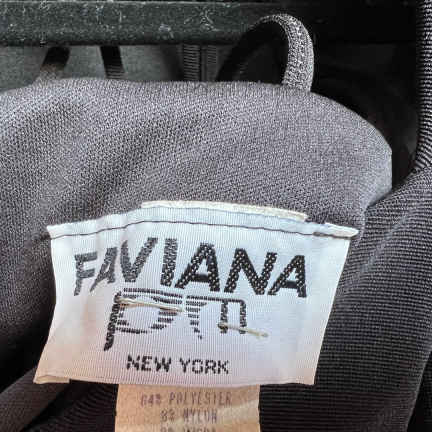 FAVIANA
NEW YORK
64% POLYESTER
8% NYLON